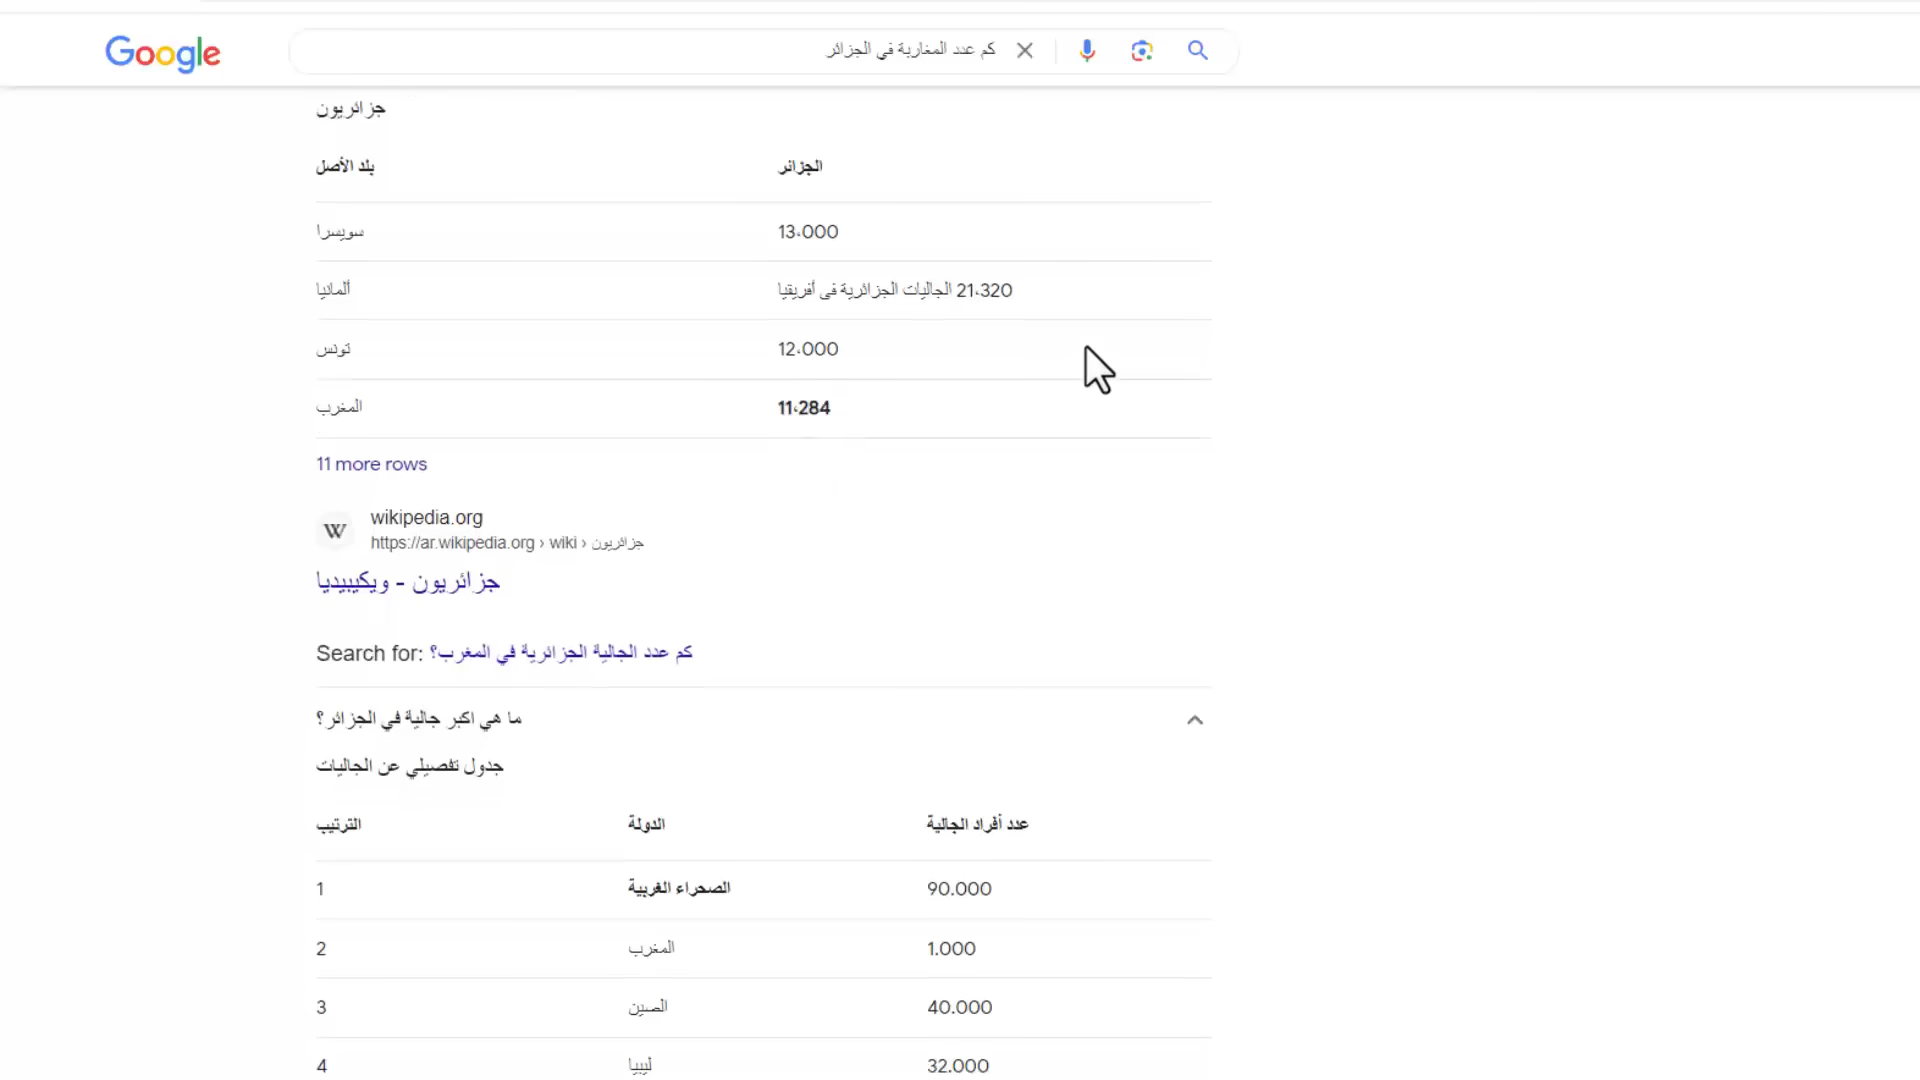 Google
كم عدد المغاربة في الجزائر
جزائريون
بلد الأصل الجزائر
سويسرا 13،000
ألمانيا 21،320 الجاليات الجزائرية فى أفريقيا
تونس 12،000
المغرب 11،284
11 more rows
W
wikipedia.org
https://ar.wikipedia.org › wiki › جزائريون
جزائريون - ويكيبيديا
Search for: كم عدد الجالية الجزائرية في المغرب؟
ما هي اكبر جالية في الجزائر؟
جدول تفصيلي عن الجاليات
الترتيب الدولة عدد أفراد الجالية
1 الصحراء الغربية 90.000
2 المغرب 1.000
3 الصين 40.000
4 ليبيا 32.000